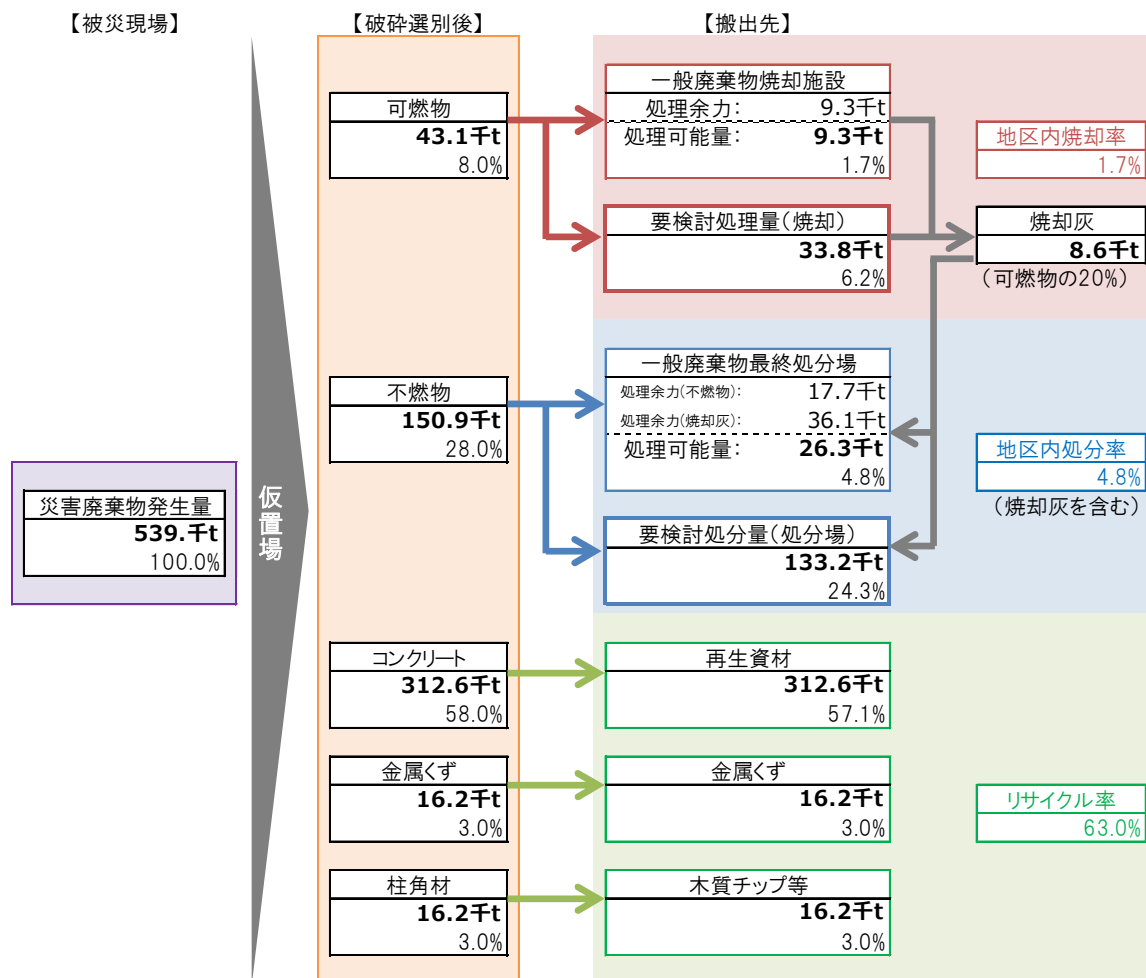 【被災現場】
【破砕選別後】
【搬出先】
災害廃棄物発生量
539.千t
100.0%
仮置場
可燃物
43.1千t
8.0%
不燃物
150.9千t
28.0%
コンクリート
312.6千t
58.0%
金属くず
16.2千t
3.0%
柱角材
16.2千t
3.0%
一般廃棄物焼却施設
処理余力: 9.3千t
処理可能量: 9.3千t
1.7%
要検討処理量(焼却)
33.8千t
6.2%
一般廃棄物最終処分場
処理余力(不燃物): 17.7千t
処理余力(焼却灰): 36.1千t
処理可能量: 26.3千t
4.8%
要検討処分量(処分場)
133.2千t
24.3%
再生資材
312.6千t
57.1%
金属くず
16.2千t
3.0%
木質チップ等
16.2千t
3.0%
地区内焼却率
1.7%
焼却灰
8.6千t
(可燃物の20%)
地区内処分率
4.8%
(焼却灰を含む)
リサイクル率
63.0%